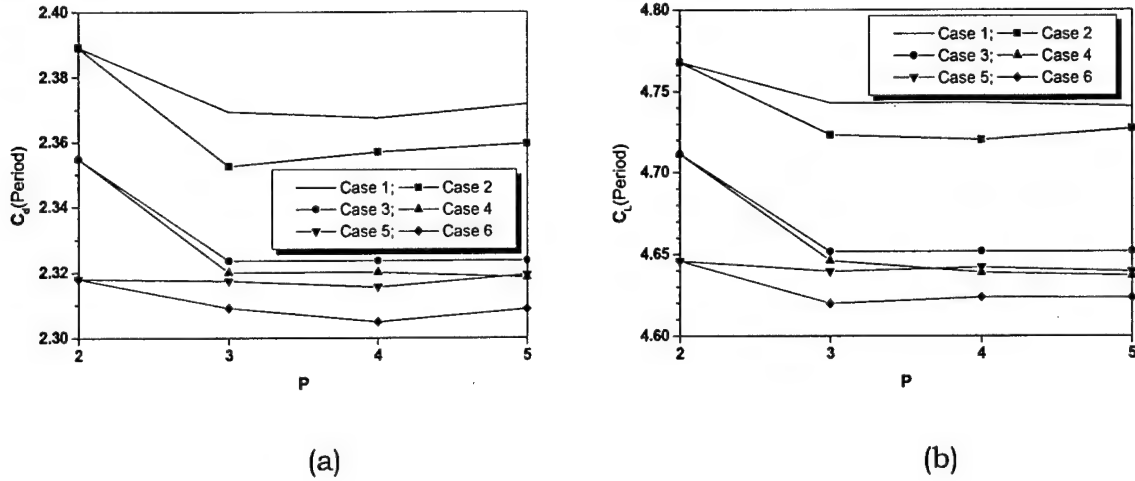 2.40
2.38
2.36
2.34
2.32
2.30
C_d(Period)
2
3
4
5
P
Case 1; Case 2
Case 3; Case 4
Case 5; Case 6
(a)
4.80
4.75
4.70
4.65
4.60
C_L(Period)
2
3
4
5
P
Case 1; Case 2
Case 3; Case 4
Case 5; Case 6
(b)